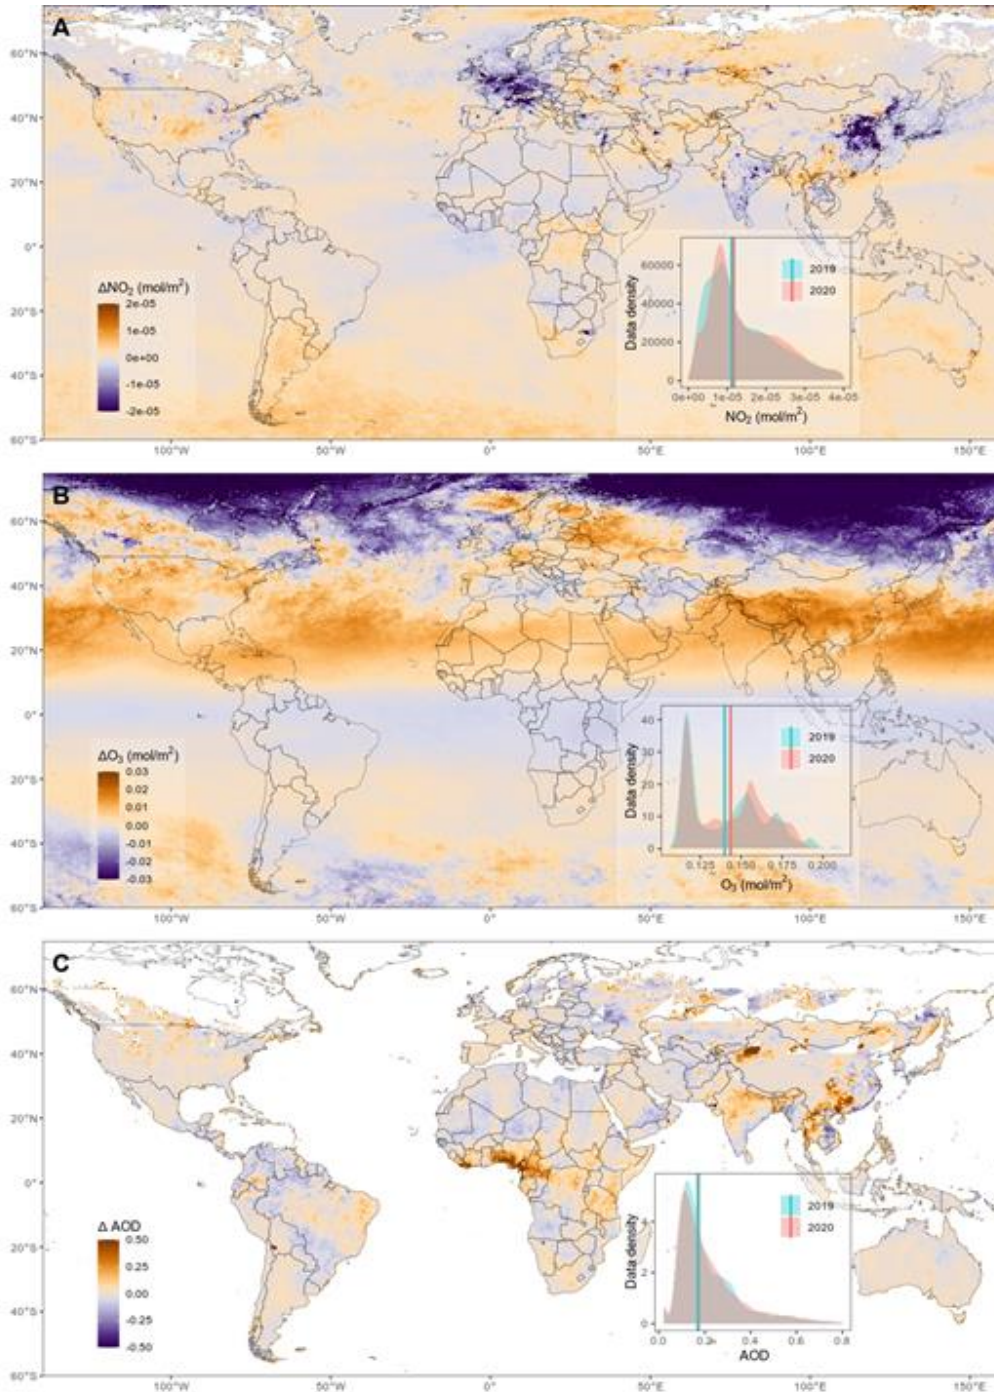 A
60°N
40°N
20°N
0°
20°S
40°S
60°S
ΔNO₂ (mol/m²)
2e-05
1e-05
0e+00
-1e-05
-2e-05
Data density
60000
40000
20000
0
2019
2020
0e+00 1e-05 2e-05 3e-05 4e-05
NO₂ (mol/m²)
100°W 50°W 0° 50°E 100°E 150°E
B
60°N
40°N
20°N
0°
20°S
40°S
60°S
ΔO₃ (mol/m²)
0.03
0.02
0.01
0.00
-0.01
-0.02
-0.03
Data density
40
30
20
10
0
2019
2020
0.125 0.150 0.175 0.200
O₃ (mol/m²)
100°W 50°W 0° 50°E 100°E 150°E
C
60°N
40°N
20°N
0°
20°S
40°S
60°S
Δ AOD
0.50
0.25
0.00
-0.25
-0.50
Data density
4
2
0
2019
2020
0.0 0.2 0.4 0.6 0.8
AOD
100°W 50°W 0° 50°E 100°E 150°E